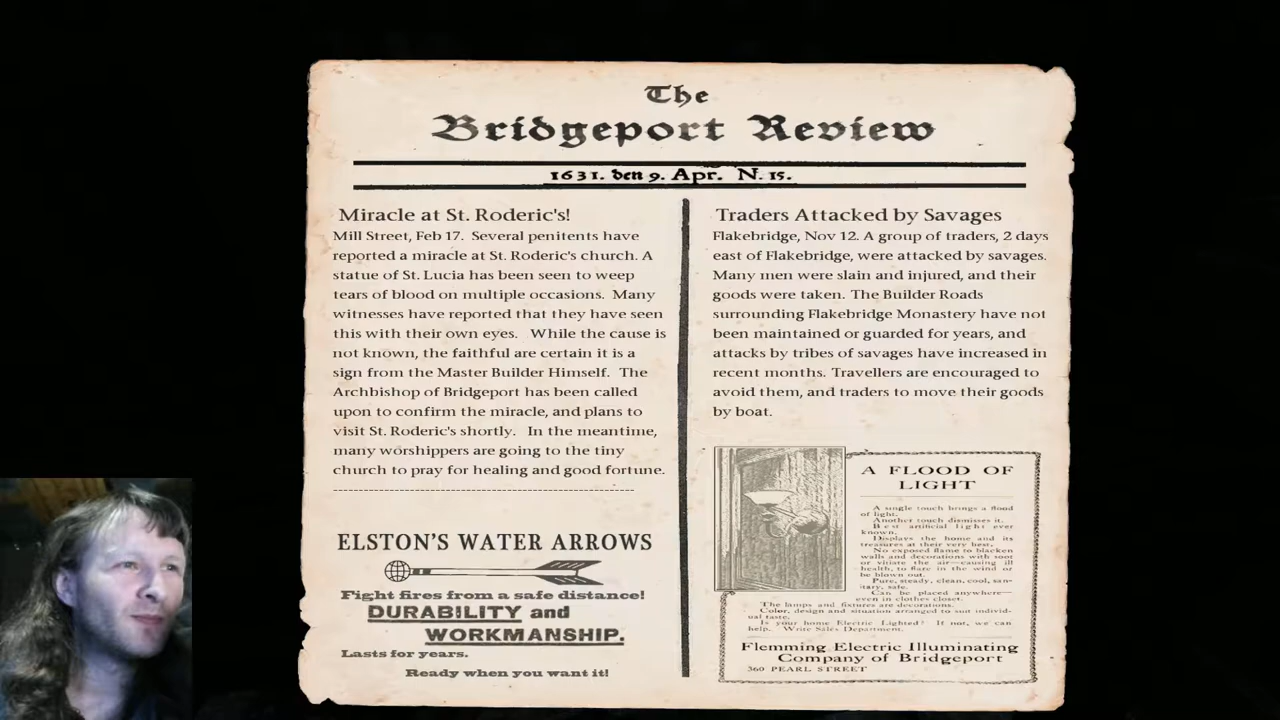 The
Bridgeport Review
1631. den 9. Apr. N. 15.
Miracle at St. Roderic's!
Mill Street, Feb 17. Several penitents have
reported a miracle at St. Roderic's church. A
statue of St. Lucia has been seen to weep
tears of blood on multiple occasions. Many
witnesses have reported that they have seen
this with their own eyes. While the cause is
not known, the faithful are certain it is a
sign from the Master Builder Himself. The
Archbishop of Bridgeport has been called
upon to confirm the miracle, and plans to
visit St. Roderic's shortly. In the meantime,
many worshippers are going to the tiny
church to pray for healing and good fortune.
ELSTON'S WATER ARROWS
Fight fires from a safe distance!
DURABILITY and
WORKMANSHIP.
Lasts for years.
Ready when you want it!
Traders Attacked by Savages
Flakebridge, Nov 12. A group of traders, 2 days
east of Flakebridge, were attacked by savages.
Many men were slain and injured, and their
goods were taken. The Builder Roads
surrounding Flakebridge Monastery have not
been maintained or guarded for years, and
attacks by tribes of savages have increased in
recent months. Travellers are encouraged to
avoid them, and traders to move their goods
by boat.
A FLOOD OF
LIGHT
A single touch brings a flood
of light.
Another touch dismisses it.
Best artificial light ever
known.
Displays the home and its
treasures at their very best.
No exposed flame to blacken
walls and decorations with soot
or vitiate the air—causing ill
health, to flare in the wind or
be blown out.
Pure, steady, clean, cool, san-
itary, safe.
Can be placed anywhere—
even in clothes closet.
The lamps and fixtures are decorations.
Color, design and situation arranged to suit individ-
ual taste.
Is your home Electric Lighted? If not, we can
help. Write Sales Department.
Flemming Electric Illuminating
Company of Bridgeport
360 PEARL STREET